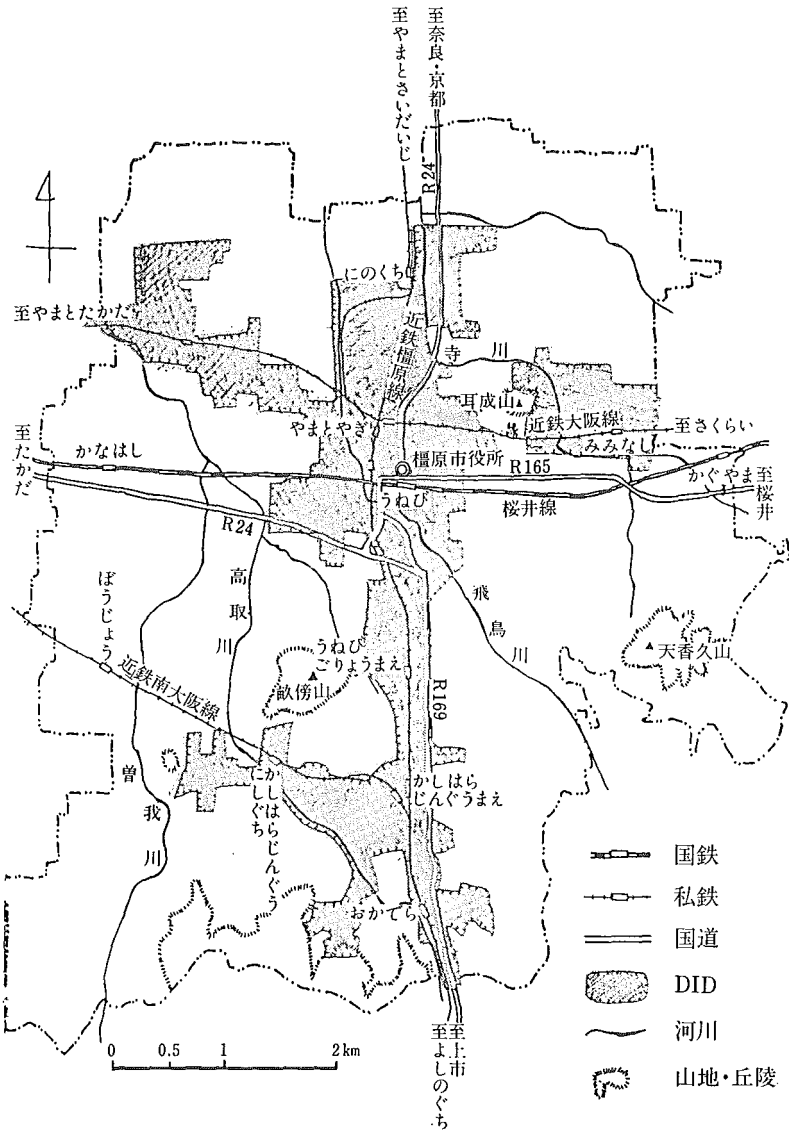 至奈良・京都
至やまとさいだいじ
R24
にのくち
至やまとたかだ
近鉄橿原線
寺川
耳成山
やまとやぎ
近鉄大阪線
至さくらい
みみなし
至たかだ
かなはし
橿原市役所
R165
かぐやま
至桜井
うねび
桜井線
R24
高取川
飛鳥川
ぼうじょう
うねび
ごりょうまえ
天香久山
畝傍山
近鉄南大阪線
R169
かしはら
じんぐうまえ
かしはらじんぐう
にしぐち
曽我川
おかでら
国鉄
私鉄
国道
DID
河川
山地・丘陵
0 0.5 1 2km
至上市
至よしのぐち